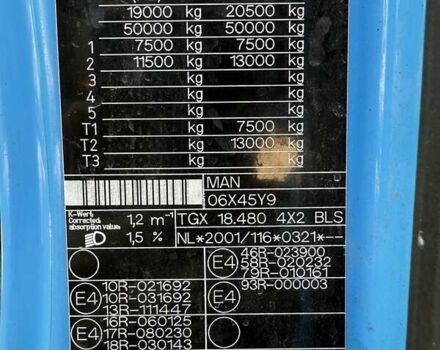 19000 kg 20500 kg
50000 kg 50000 kg
1 7500 kg 7500 kg
2 11500 kg 13000 kg
3 kg kg
4 kg kg
5 kg kg
T1 7500 kg
T2 13000 kg
T3 kg
MAN
06X45Y9
K-Wert,
Corrected
absorption value.
1,2 m⁻¹
1,5 %
TGX 18.480 4X2 BLS
NL*2001/116*0321*--
E4 46R-023900
58R-020232
79R-010161
E4 10R-021692
10R-031692
13R-111447
E4 93R-000003
E4 16R-060125
17R-080230
18R-030143